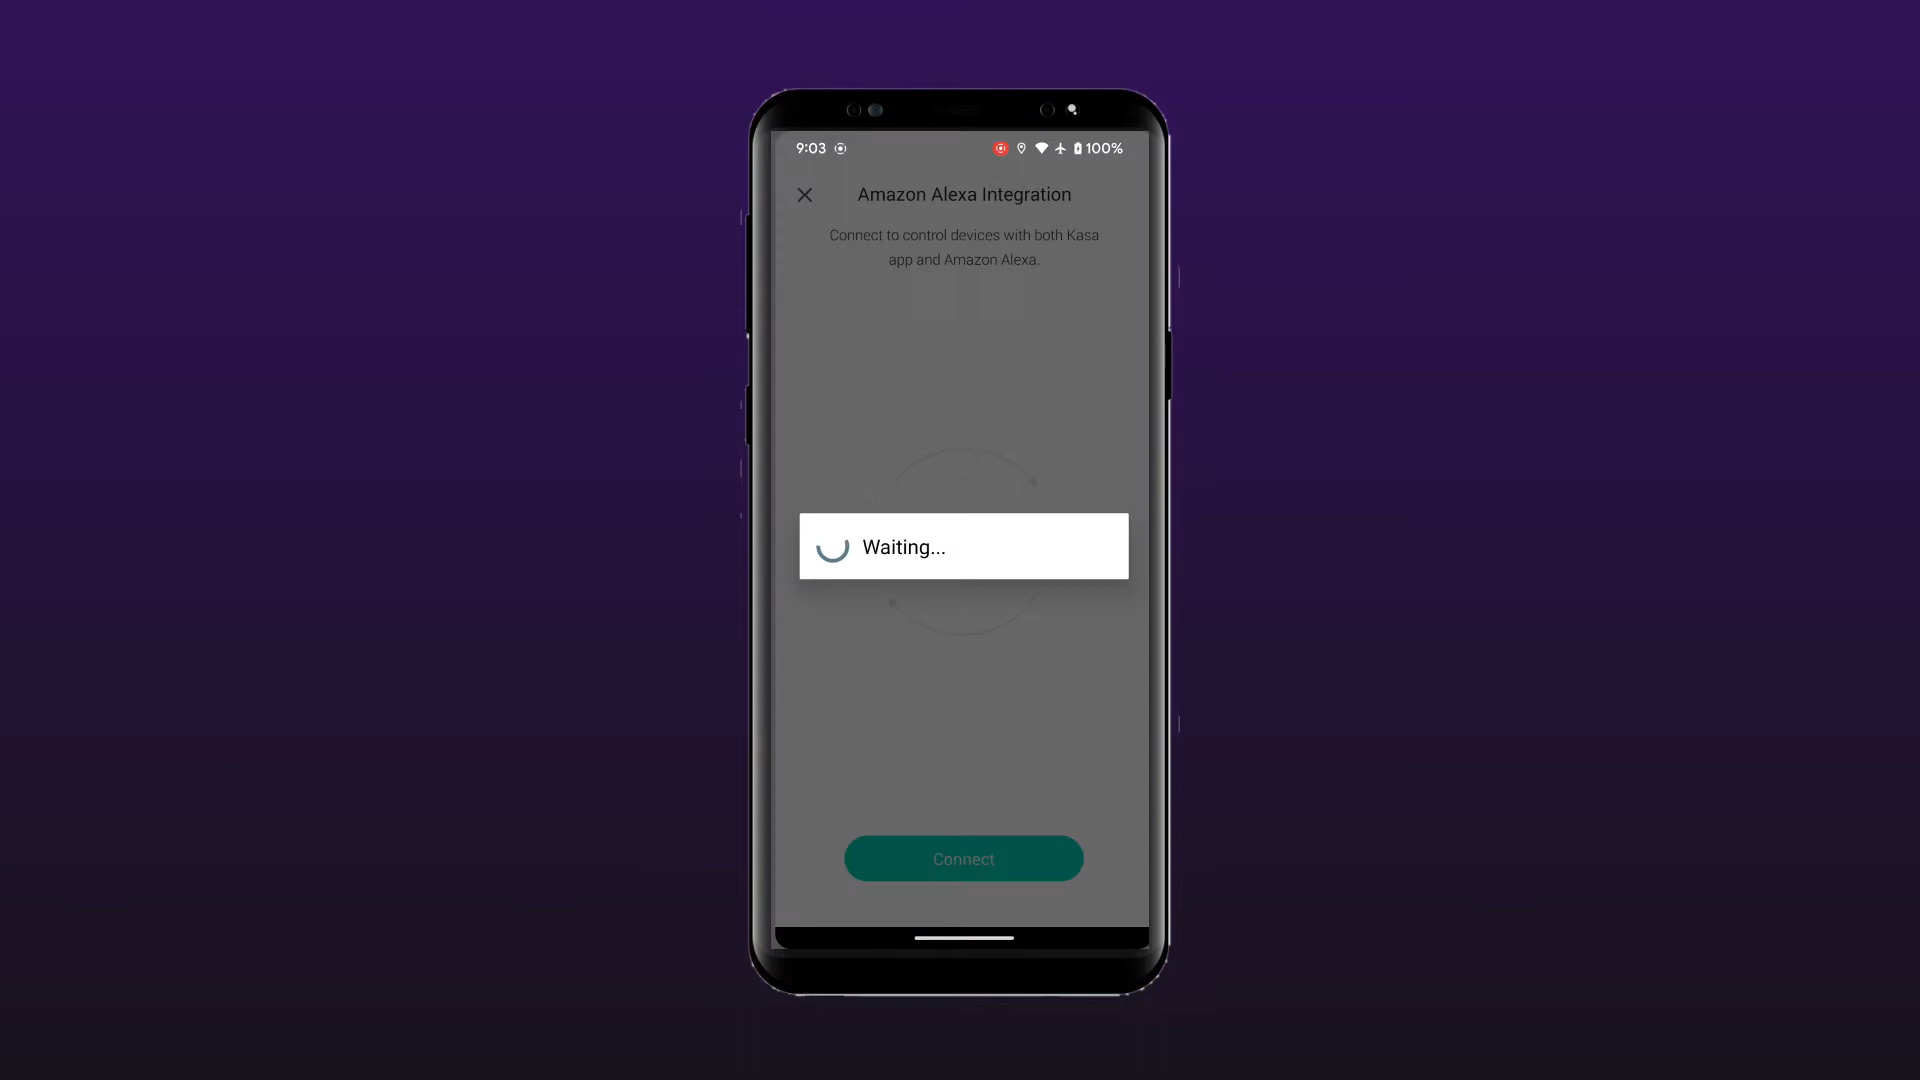 9:03
100%
Amazon Alexa Integration
Connect to control devices with both Kasa
app and Amazon Alexa.
Waiting...
Connect